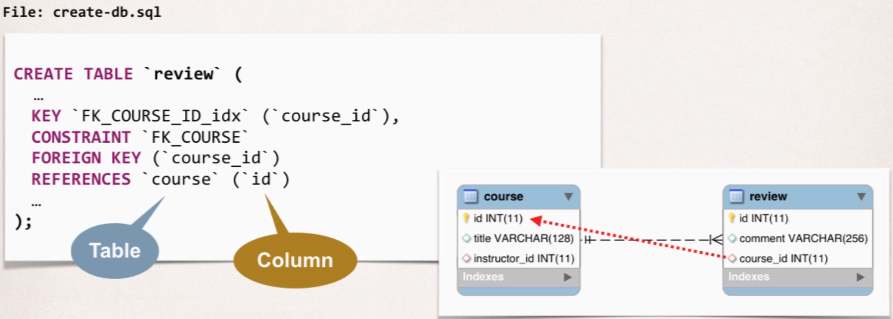 File: create-db.sql
CREATE TABLE `review` (
…
KEY `FK_COURSE_ID_idx` (`course_id`),
CONSTRAINT `FK_COURSE`
FOREIGN KEY (`course_id`)
REFERENCES `course` (`id`)
…
);
Table
Column
course
id INT(11)
title VARCHAR(128)
instructor_id INT(11)
Indexes
review
id INT(11)
comment VARCHAR(256)
course_id INT(11)
Indexes